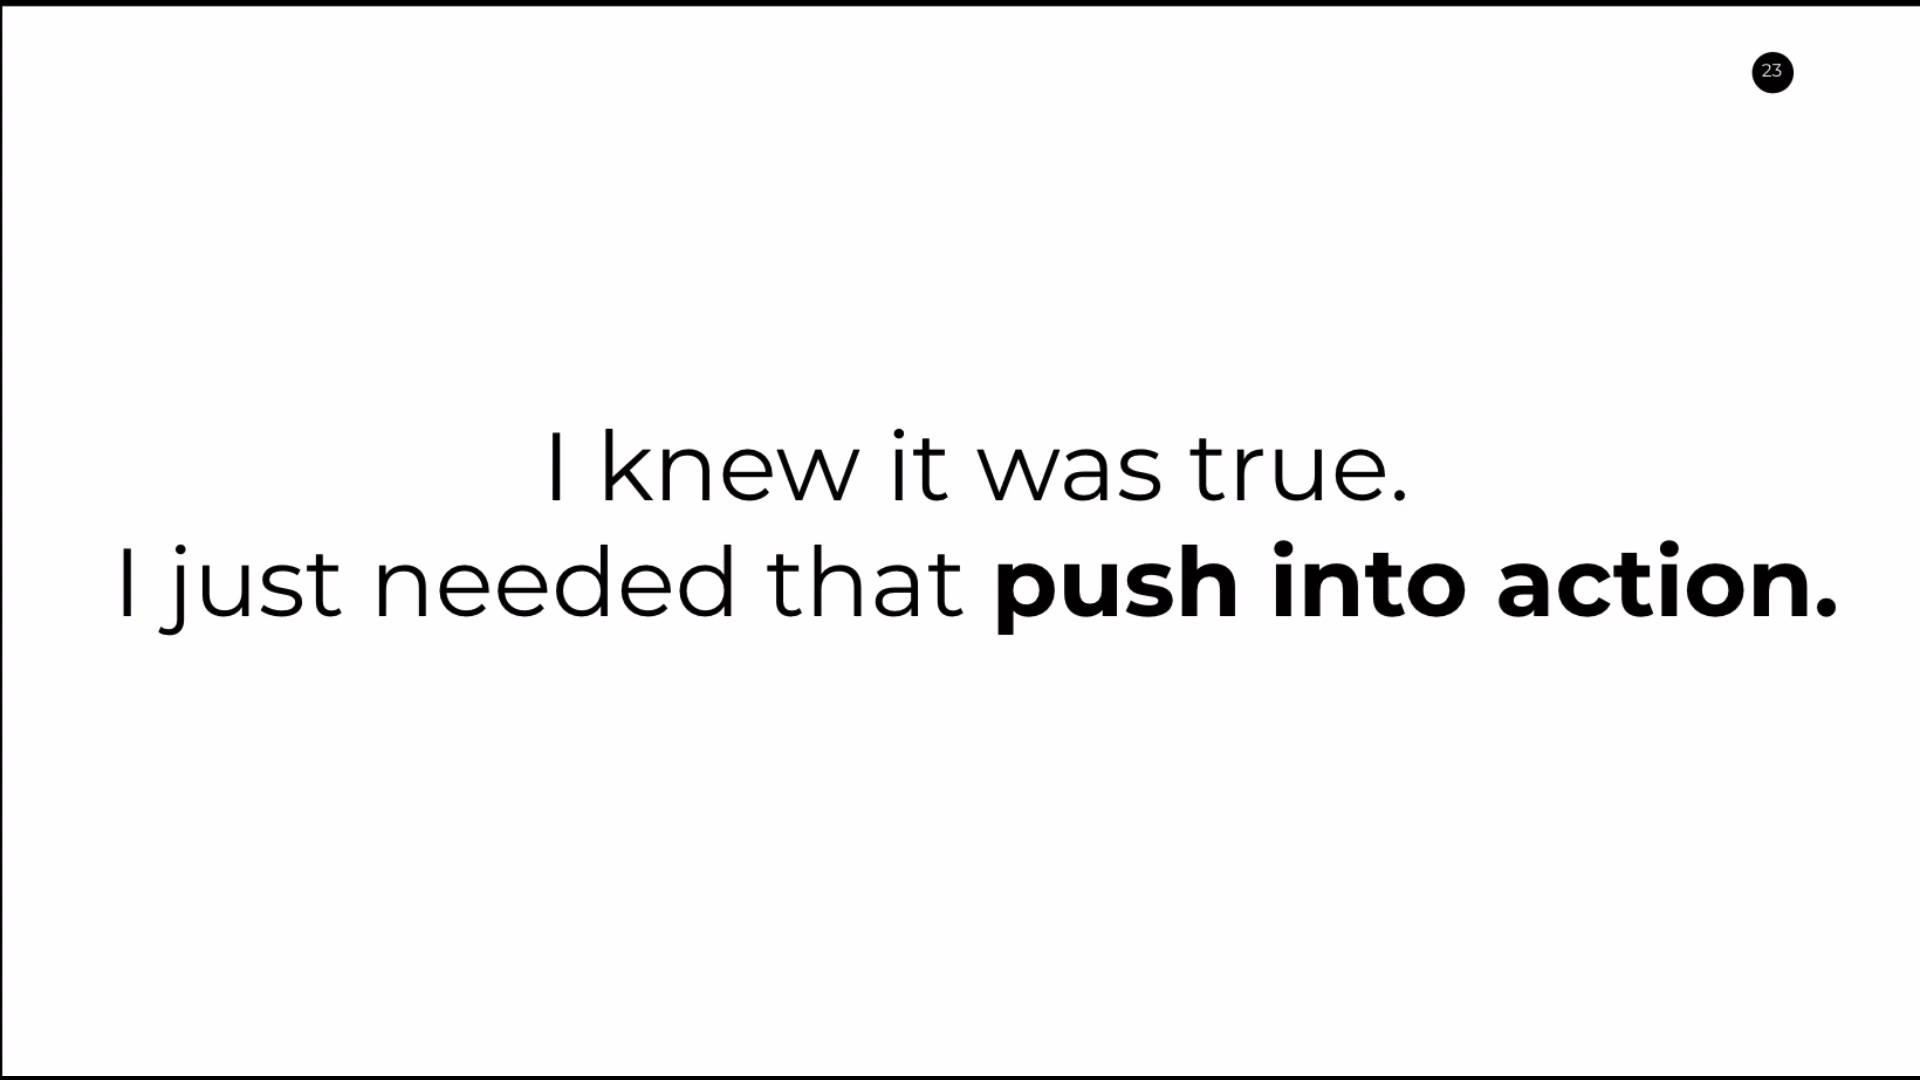 23
I knew it was true.
I just needed that push into action.